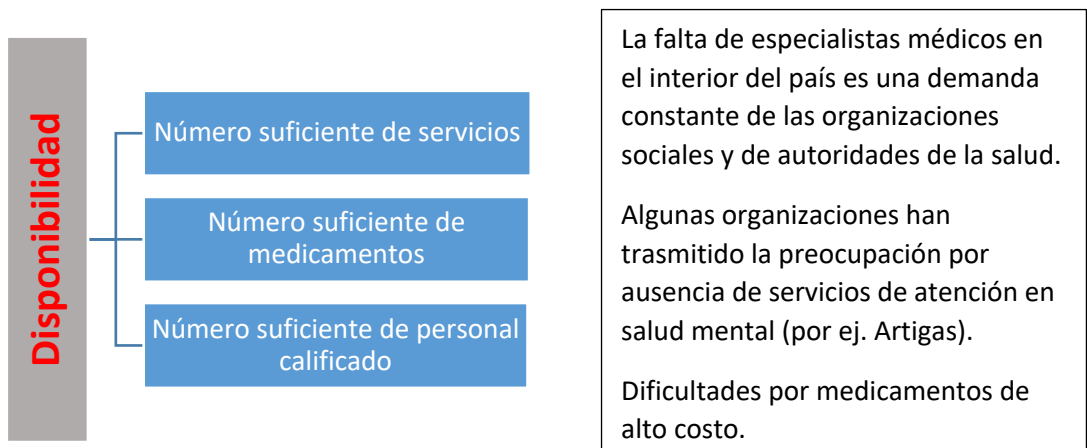 Disponibilidad
Número suficiente de servicios
Número suficiente de
medicamentos
Número suficiente de personal
calificado
La falta de especialistas médicos en
el interior del país es una demanda
constante de las organizaciones
sociales y de autoridades de la salud.
Algunas organizaciones han
trasmitido la preocupación por
ausencia de servicios de atención en
salud mental (por ej. Artigas).
Dificultades por medicamentos de
alto costo.